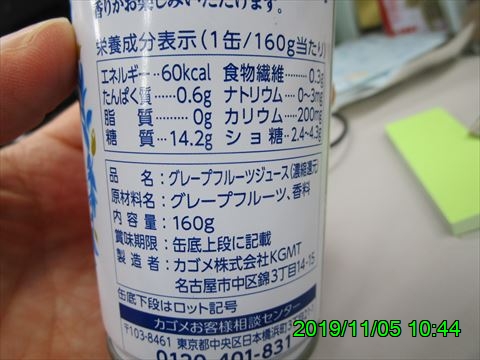 香りがお楽しみいただけます。
栄養成分表示(1缶/160g当たり)
エネルギー…60kcal 食物繊維……0.3g
たんぱく質……0.6g ナトリウム…0~3mg
脂質……0g カリウム……200mg
糖質……14.2g ショ糖……2.4~4.3g
品名:グレープフルーツジュース(濃縮還元)
原材料名:グレープフルーツ、香料
内容量:160g
賞味期限:缶底上段に記載
製造者:カゴメ株式会社KGMT
名古屋市中区錦3丁目14-15
缶底下段はロット記号
カゴメお客様相談センター
〒103-8461 東京都中央区日本橋浜町3
0120-401-831
2019/11/05 10:44